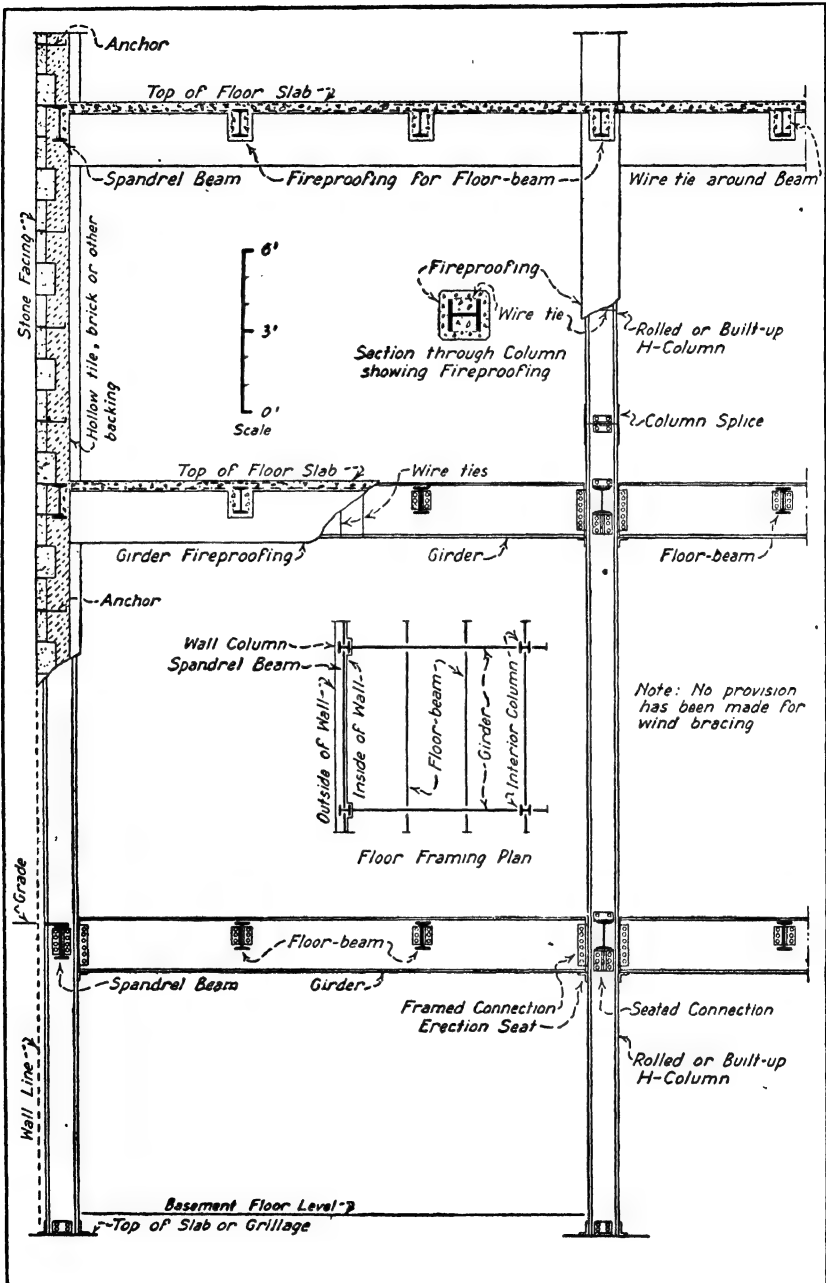 Anchor
Top of Floor Slab
Spandrel Beam
Fireproofing for Floor-beam
Wire tie around Beam
Stone Facing
Hollow tile, brick or other
backing
6'
3'
0'
Scale
Fireproofing
Wire tie
Section through Column
showing Fireproofing
Rolled or Built-up
H-Column
Column Splice
Top of Floor Slab
Wire ties
Girder Fireproofing
Girder
Floor-beam
Anchor
Wall Column
Spandrel Beam
Outside of Wall
Inside of Wall
Floor-beam
Girder
Interior Column
Floor Framing Plan
Note: No provision
has been made for
wind bracing
Grade
Floor-beam
Spandrel Beam
Girder
Framed Connection
Erection Seat
Seated Connection
Rolled or Built-up
H-Column
Wall Line
Basement Floor Level
Top of Slab or Grillage